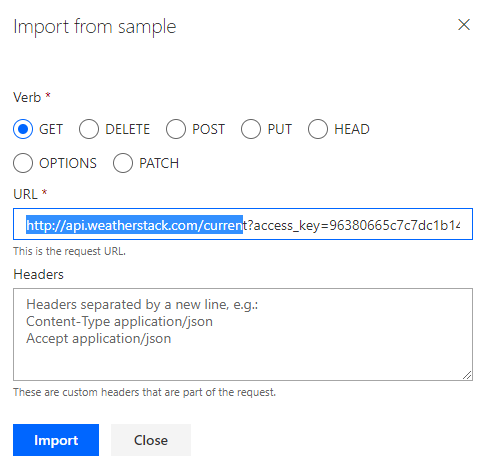 Import from sample
Verb *
GET DELETE POST PUT HEAD
OPTIONS PATCH
URL *
http://api.weatherstack.com/current?access_key=96380665c7c7dc1b14
This is the request URL.
Headers
Headers separated by a new line, e.g.:
Content-Type application/json
Accept application/json
These are custom headers that are part of the request.
Import Close